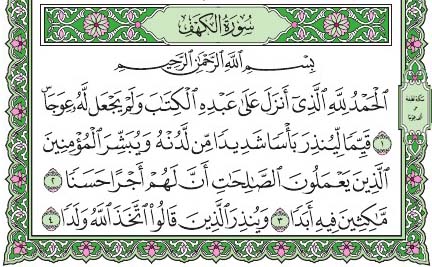 سُورَةُ الكَهْفِ
بِسْمِ ٱللَّهِ ٱلرَّحْمَٰنِ ٱلرَّحِيمِ
ٱلْحَمْدُ لِلَّهِ ٱلَّذِىٓ أَنزَلَ عَلَىٰ عَبْدِهِ ٱلْكِتَٰبَ وَلَمْ يَجْعَل لَّهُۥ عِوَجَاۜ
١ قَيِّمًا لِّيُنذِرَ بَأْسًا شَدِيدًا مِّن لَّدُنْهُ وَيُبَشِّرَ ٱلْمُؤْمِنِينَ
ٱلَّذِينَ يَعْمَلُونَ ٱلصَّٰلِحَٰتِ أَنَّ لَهُمْ أَجْرًا حَسَنًا ٢
مَّٰكِثِينَ فِيهِ أَبَدًا ٣ وَيُنذِرَ ٱلَّذِينَ قَالُوا۟ ٱتَّخَذَ ٱللَّهُ وَلَدًا ٤